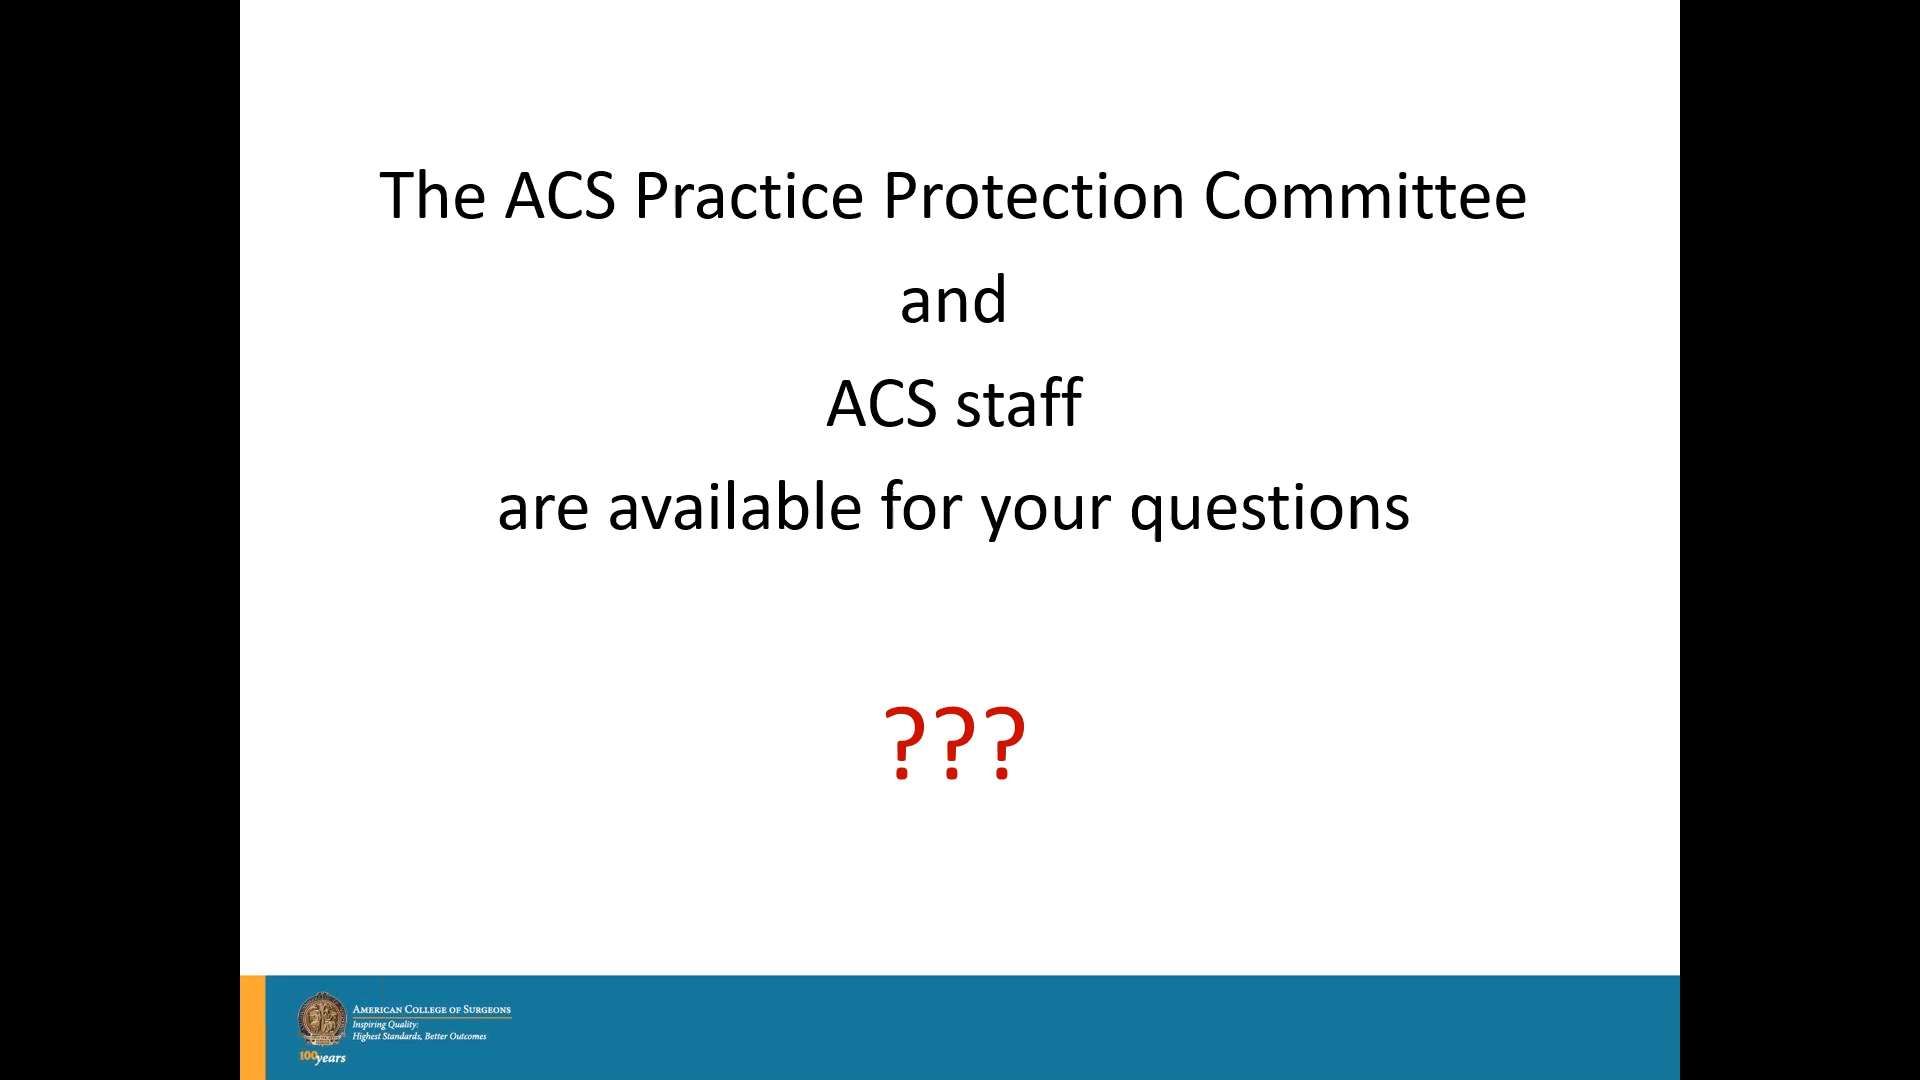 The ACS Practice Protection Committee
and
ACS staff
are available for your questions
???
AMERICAN COLLEGE OF SURGEONS
Inspiring Quality:
Highest Standards, Better Outcomes
100years